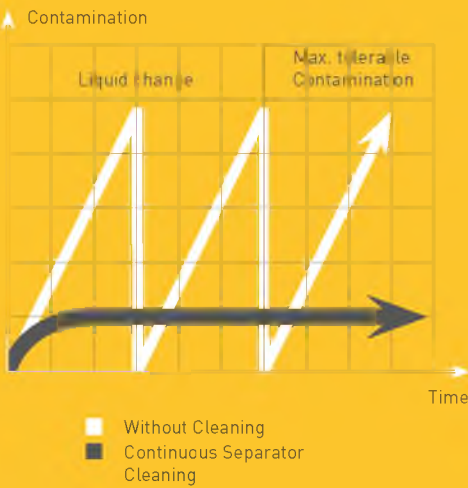 Contamination
Max. tolerable
Liquid change
Contamination
Time
Without Cleaning
Continuous Separator
Cleaning